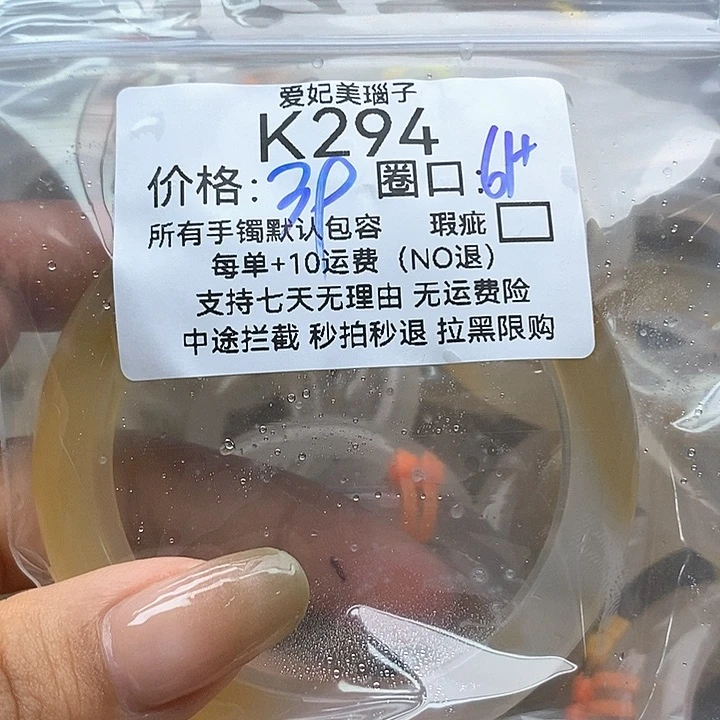 爱妃美瑙子
K294
价格:3P 圈口:61+
所有手镯默认包容 瑕疵
每单+10运费（NO退）
支持七天无理由 无运费险
中途拦截 秒拍秒退 拉黑限购